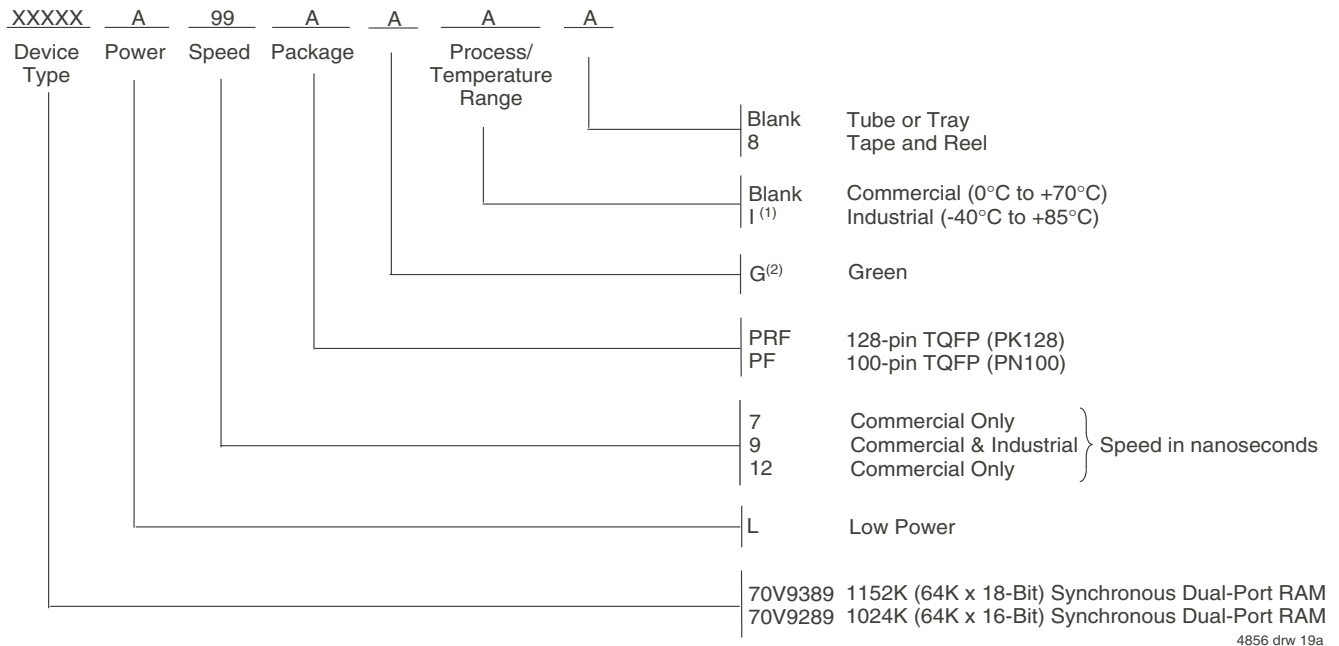 XXXXX A 99 A A A A
Device Type Power Speed Package Process/ Temperature Range
Blank Tube or Tray
8 Tape and Reel
Blank Commercial (0°C to +70°C)
I (1) Industrial (-40°C to +85°C)
G(2) Green
PRF 128-pin TQFP (PK128)
PF 100-pin TQFP (PN100)
7 Commercial Only
9 Commercial & Industrial Speed in nanoseconds
12 Commercial Only
L Low Power
70V9389 1152K (64K x 18-Bit) Synchronous Dual-Port RAM
70V9289 1024K (64K x 16-Bit) Synchronous Dual-Port RAM
4856 drw 19a